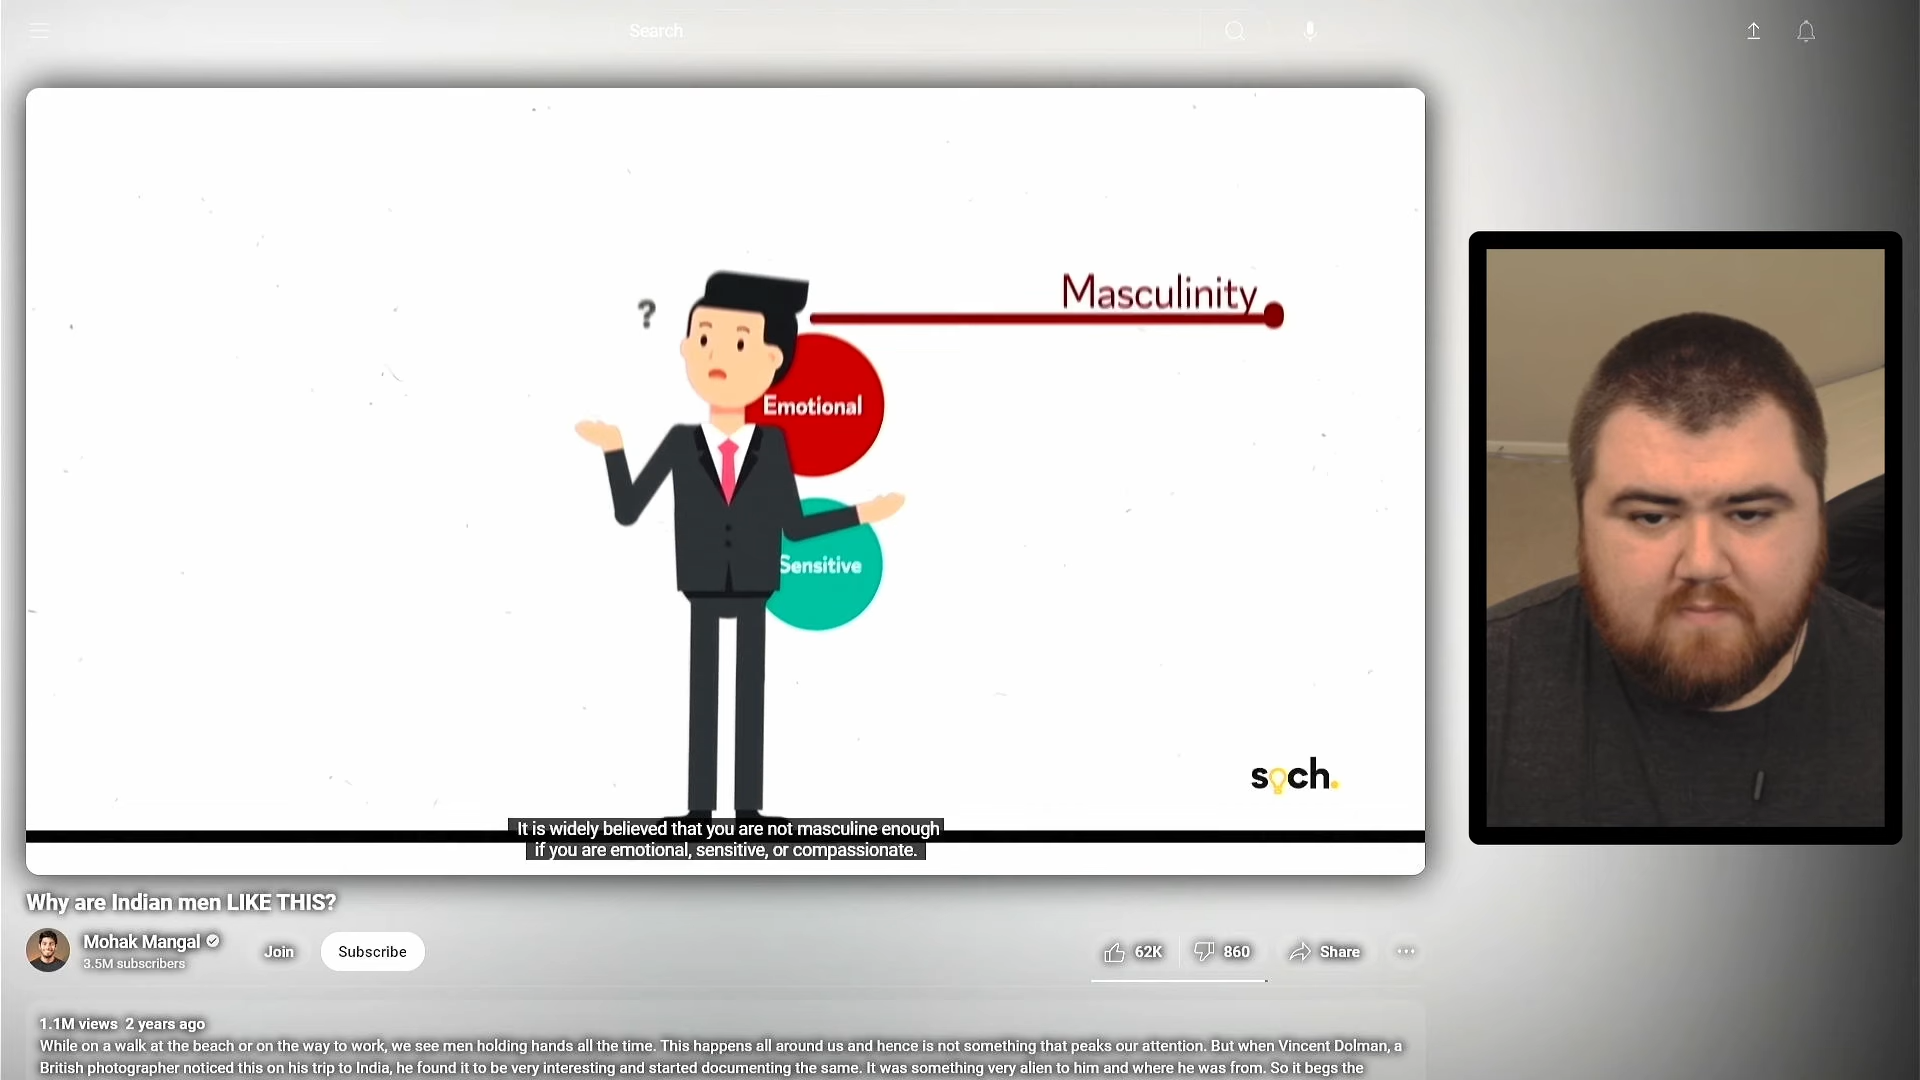 Search
?
Masculinity
Emotional
Sensitive
soch.
It is widely believed that you are not masculine enough
if you are emotional, sensitive, or compassionate.
Why are Indian men LIKE THIS?
Mohak Mangal
3.5M subscribers
Join
Subscribe
62K
860
Share
1.1M views 2 years ago
While on a walk at the beach or on the way to work, we see men holding hands all the time. This happens all around us and hence is not something that peaks our attention. But when Vincent Dolman, a
British photographer noticed this on his trip to India, he found it to be very interesting and started documenting the same. It was something very alien to him and where he was from. So it begs the